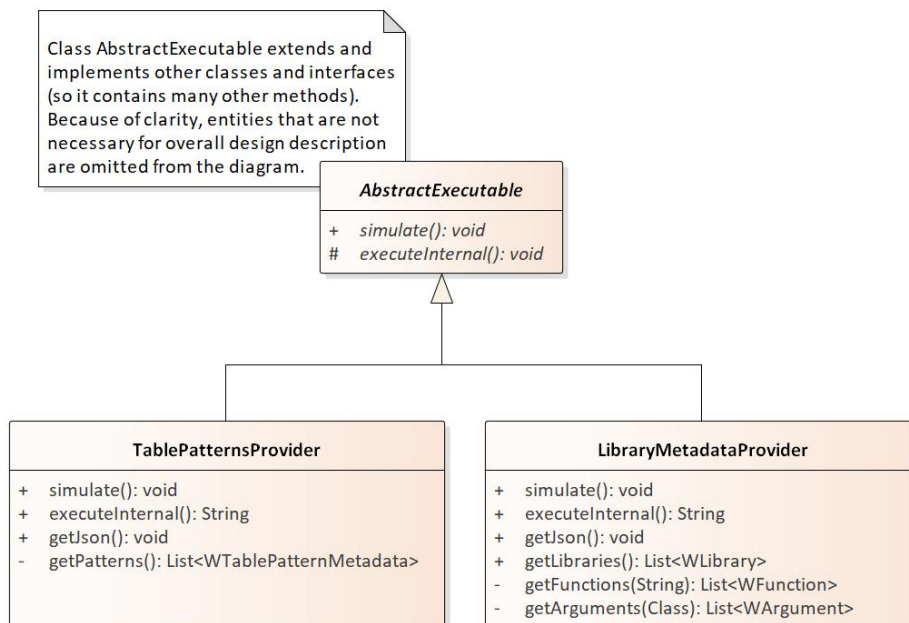 Class AbstractExecutable extends and
implements other classes and interfaces
(so it contains many other methods).
Because of clarity, entities that are not
necessary for overall design description
are omitted from the diagram.
AbstractExecutable
+ simulate(): void
# executeInternal(): void
TablePatternsProvider
+ simulate(): void
+ executeInternal(): String
+ getJson(): void
- getPatterns(): List<WTablePatternMetadata>
LibraryMetadataProvider
+ simulate(): void
+ executeInternal(): String
+ getJson(): void
+ getLibraries(): List<WLibrary>
- getFunctions(String): List<WFunction>
- getArguments(Class): List<WArgument>